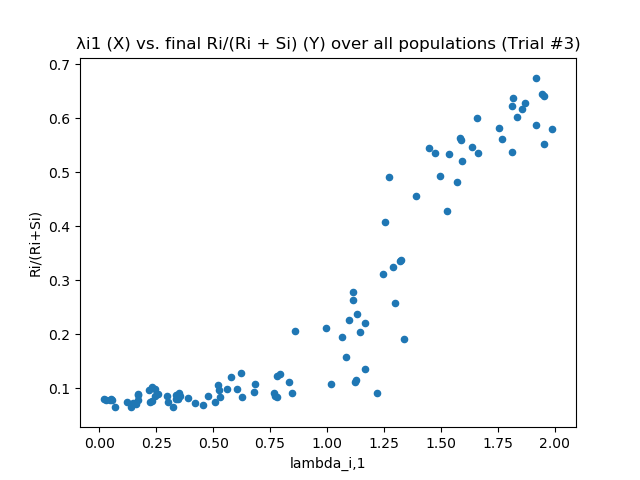 λi1 (X) vs. final Ri/(Ri + Si) (Y) over all populations (Trial #3)
0.7
0.6
0.5
0.4
0.3
0.2
0.1
Ri/(Ri+Si)
0.00 0.25 0.50 0.75 1.00 1.25 1.50 1.75 2.00
lambda_i,1